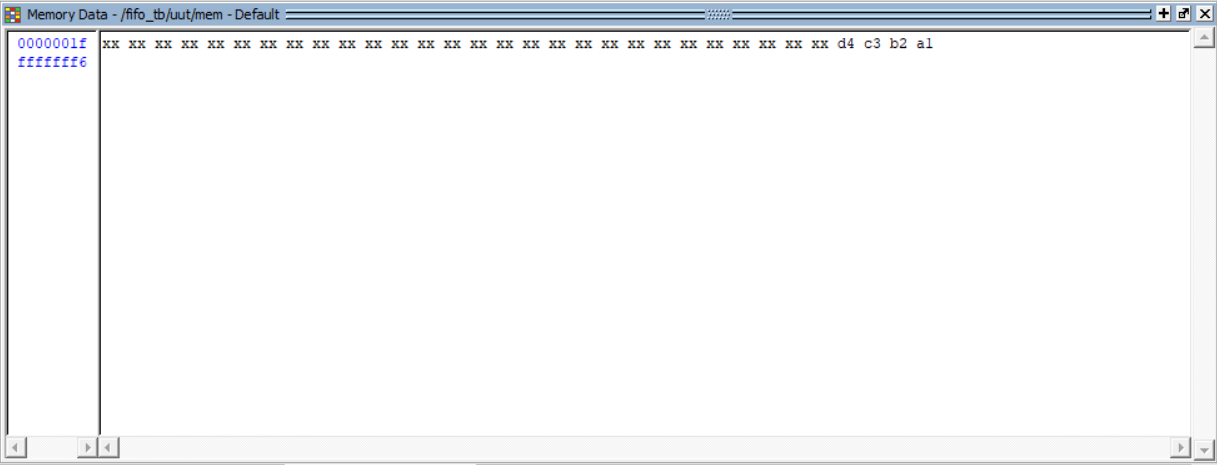 Memory Data - /fifo_tb/uut/mem - Default
0000001f xx xx xx xx xx xx xx xx xx xx xx xx xx xx xx xx xx xx xx xx xx xx xx xx xx xx xx xx d4 c3 b2 a1
fffffff6